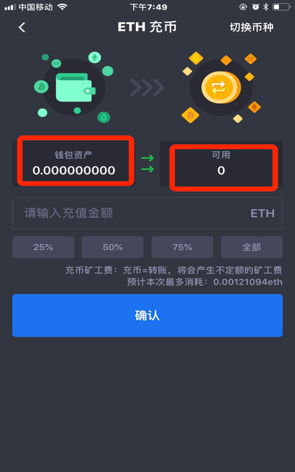 中国移动
下午7:49
ETH 充币
切换币种
钱包资产
可用
0.000000000
0
请输入充值金额
ETH
25%
50%
75%
全部
充币矿工费：充币=转账，将会产生不定额的矿工费
预计本次最多消耗：0.00121094eth
确认